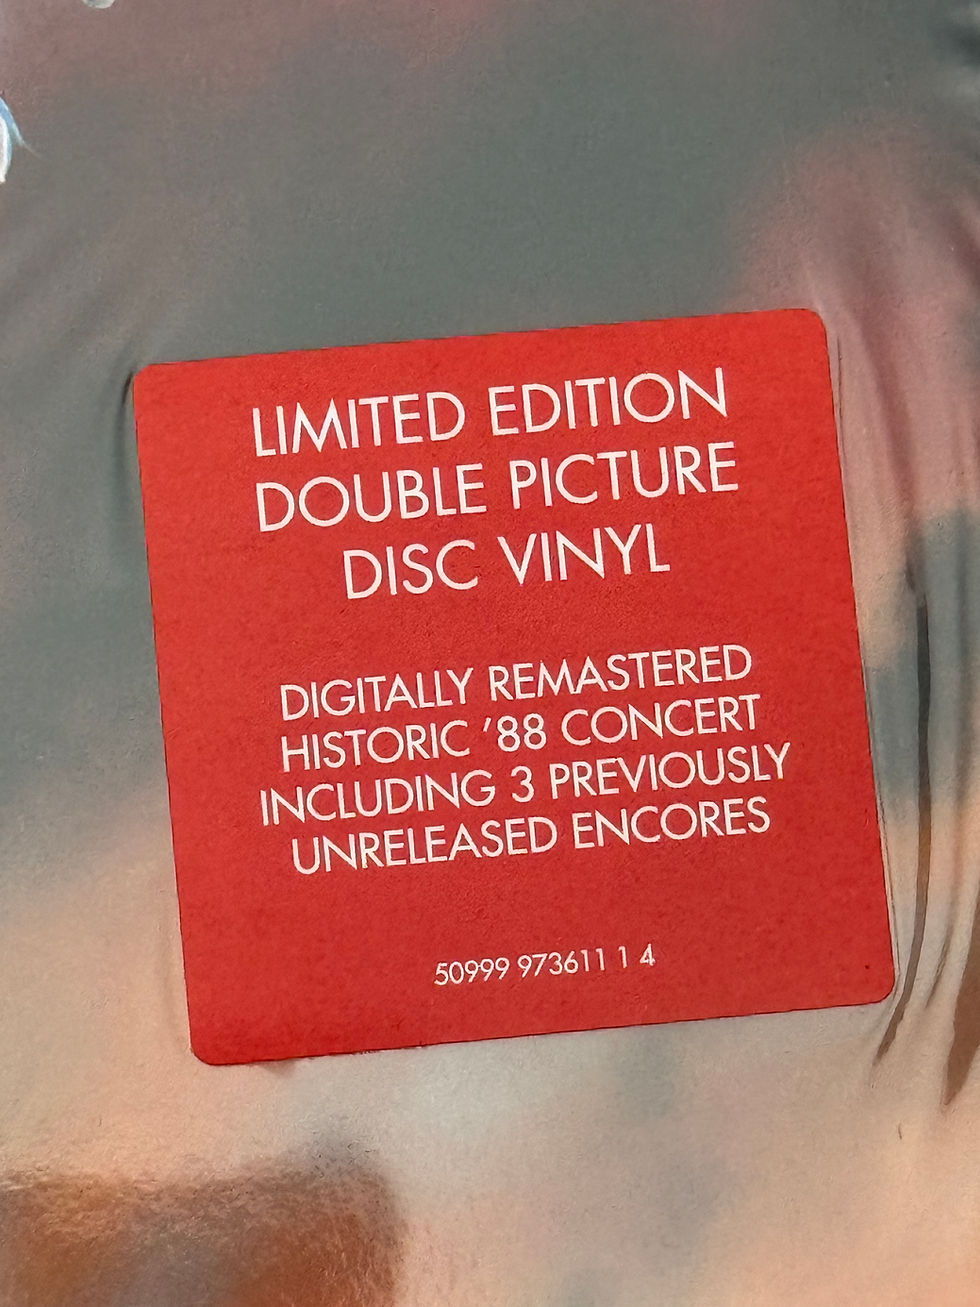 LIMITED EDITION
DOUBLE PICTURE
DISC VINYL
DIGITALLY REMASTERED
HISTORIC '88 CONCERT
INCLUDING 3 PREVIOUSLY
UNRELEASED ENCORES
50999 973611 1 4